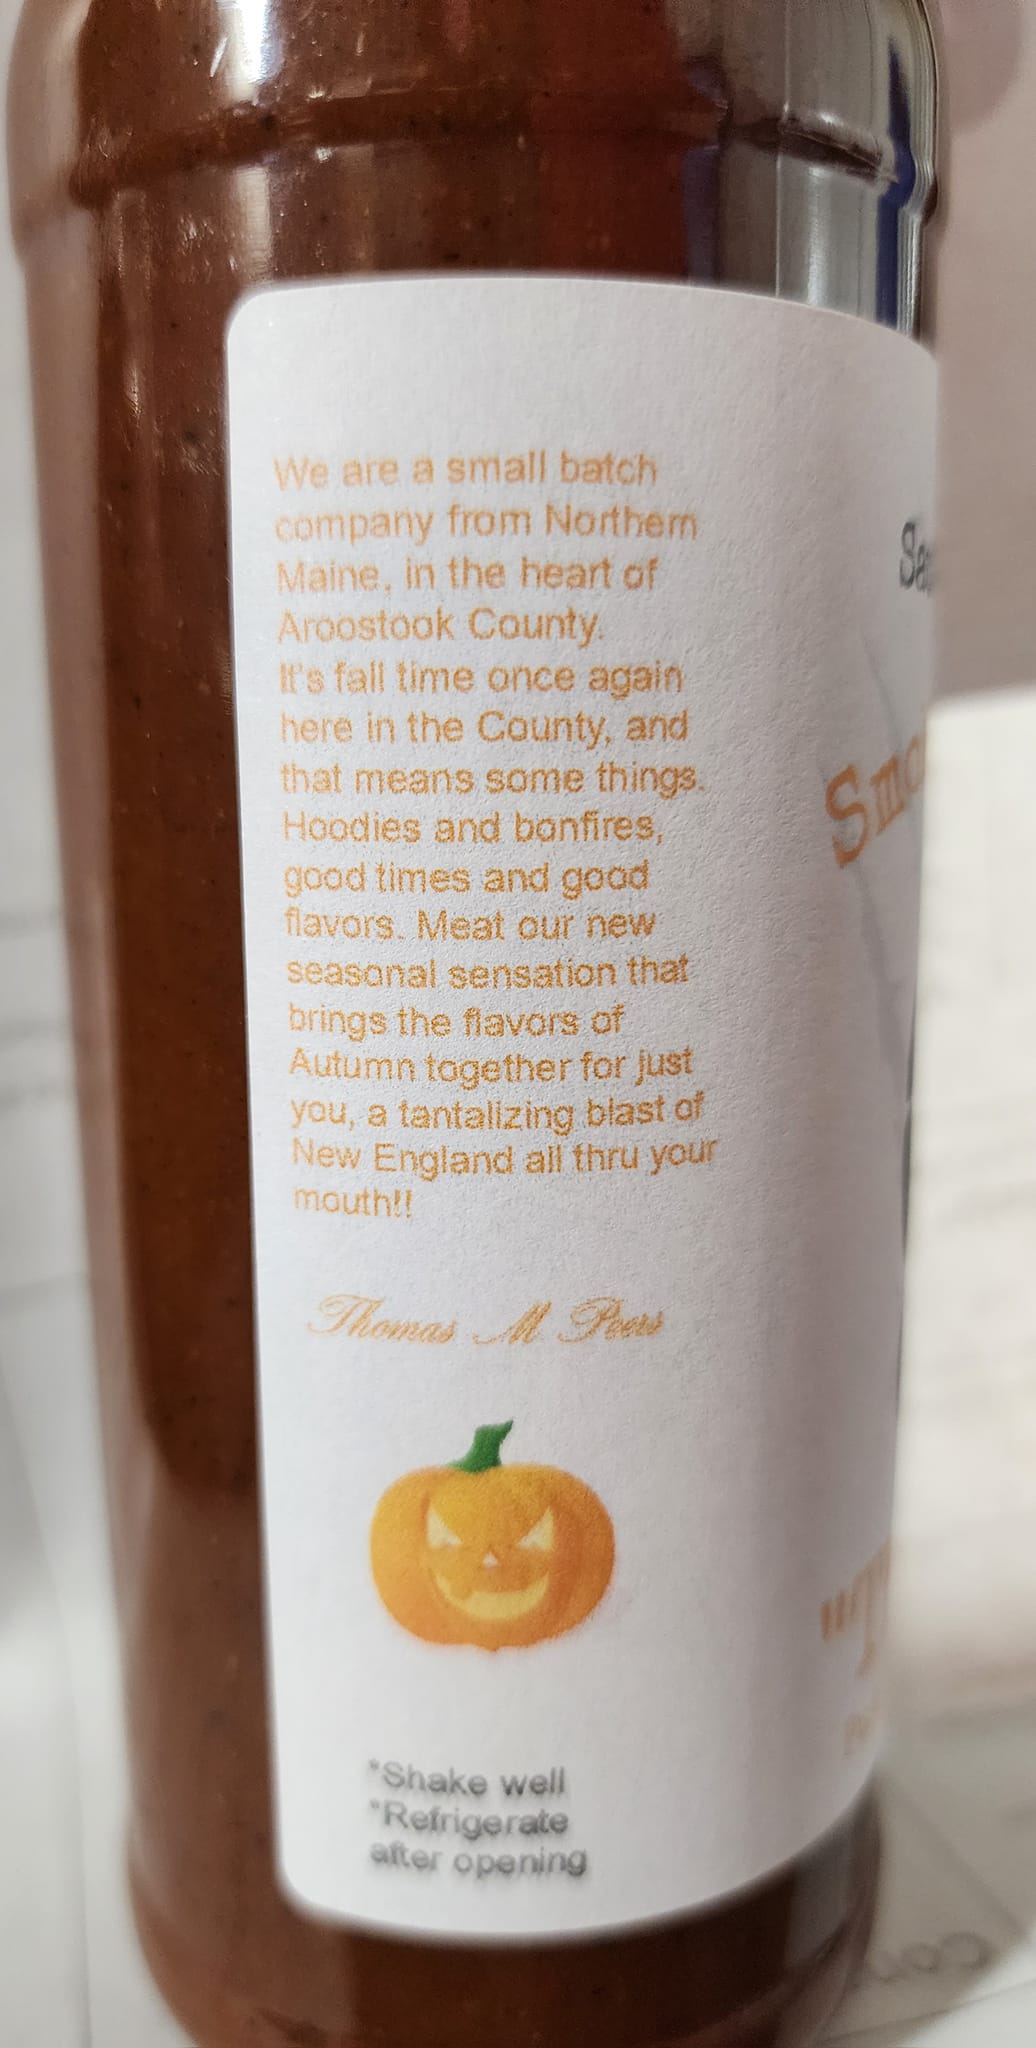 We are a small batch
company from Northern
Maine, in the heart of
Aroostook County.
It's fall time once again
here in the County, and
that means some things.
Hoodies and bonfires,
good times and good
flavors. Meat our new
seasonal sensation that
brings the flavors of
Autumn together for just
you, a tantalizing blast of
New England all thru your
mouth!!
Thomas M Peers
*Shake well
*Refrigerate
after opening